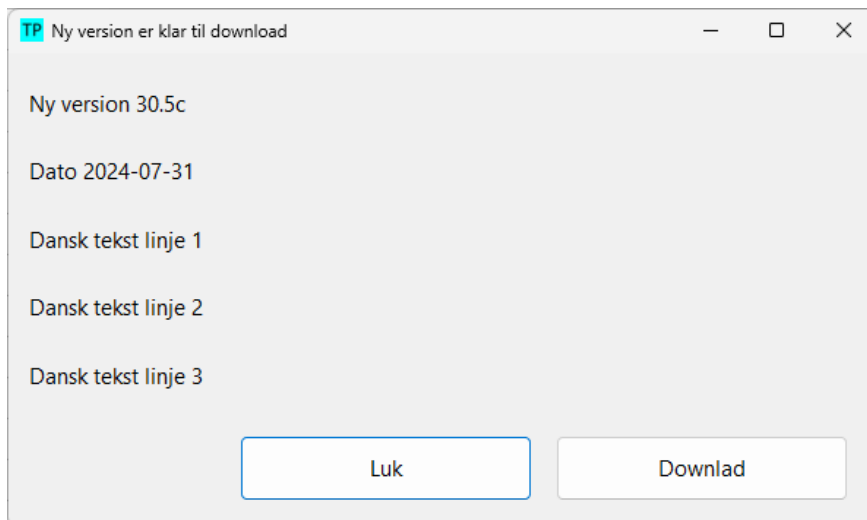 TP Ny version er klar til download
Ny version 30.5c
Dato 2024-07-31
Dansk tekst linje 1
Dansk tekst linje 2
Dansk tekst linje 3
Luk Downlad